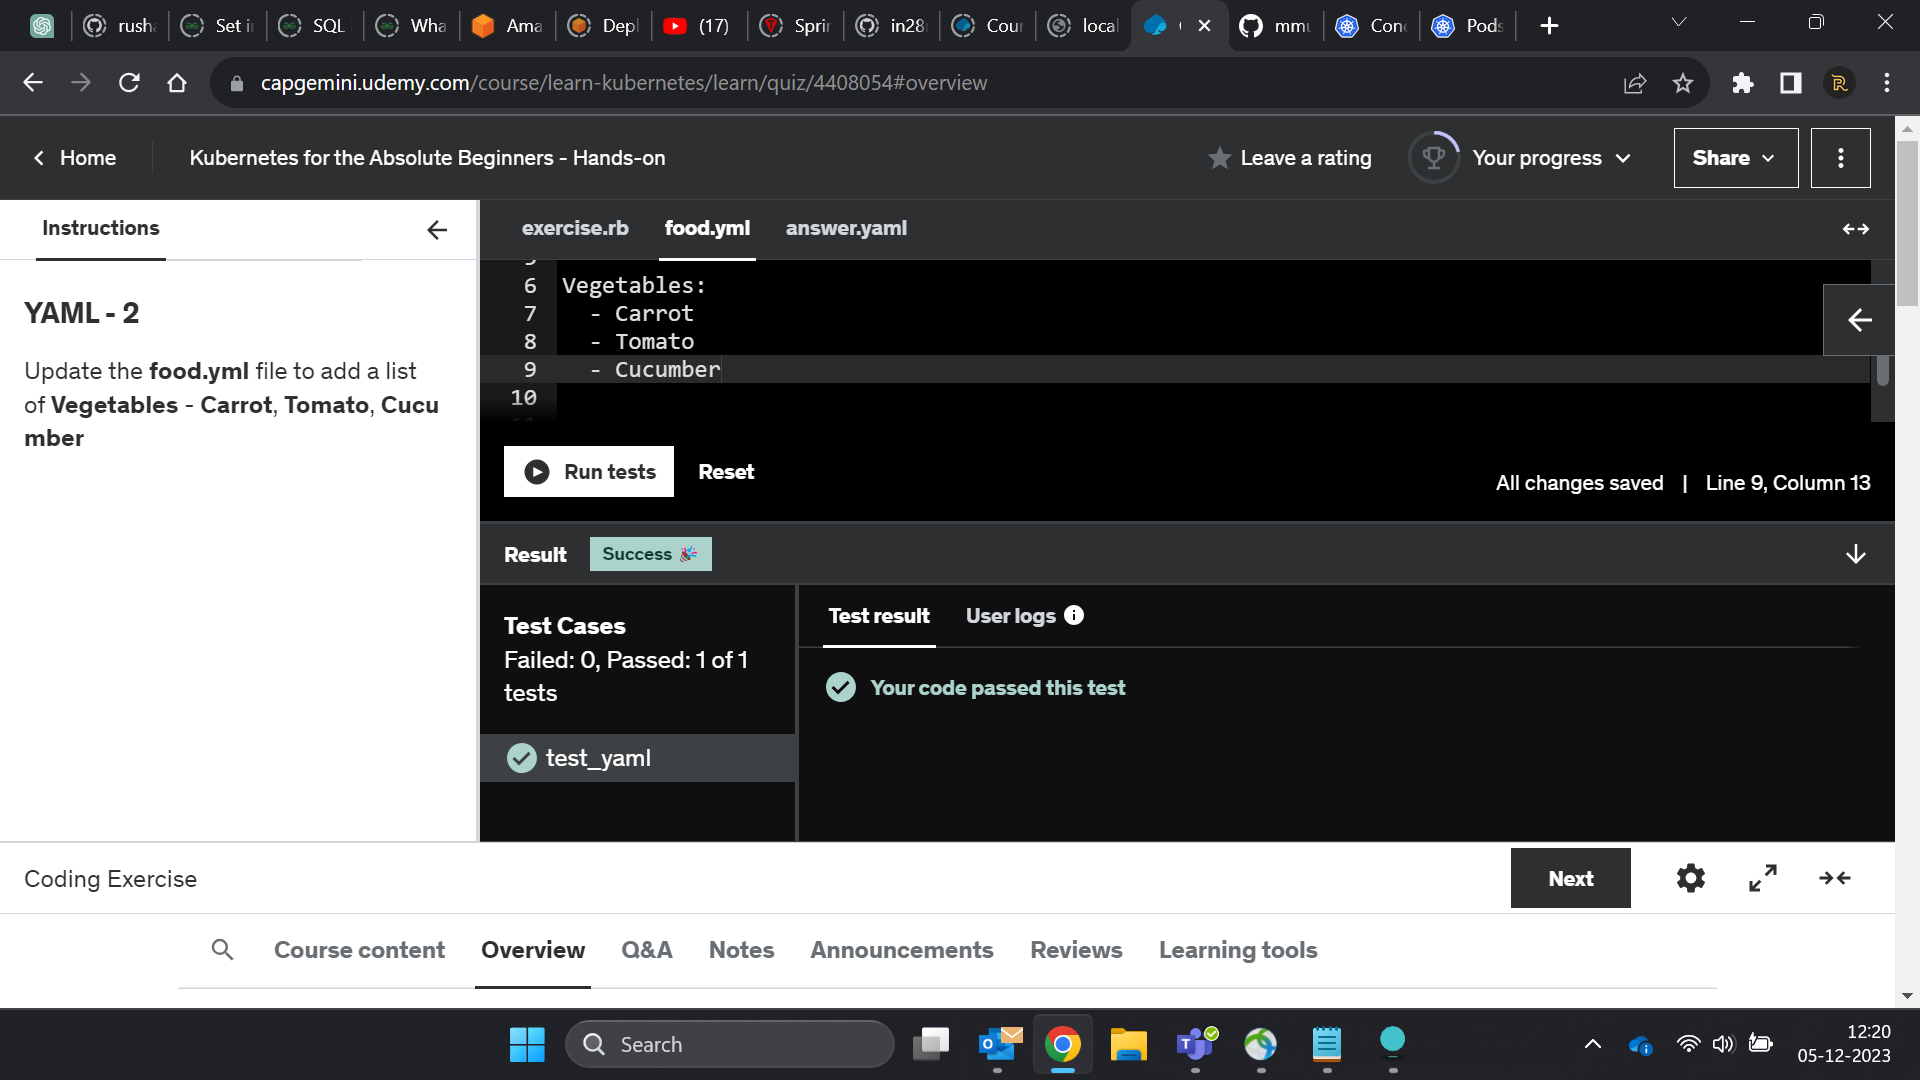 rusha
Set in
SQL
Wha
Ama
Depl
(17)
Sprin
in28
Cour
local
mmu
Conc
Pods
capgemini.udemy.com/course/learn-kubernetes/learn/quiz/4408054#overview
Home
Kubernetes for the Absolute Beginners - Hands-on
Leave a rating
Your progress
Share
Instructions
exercise.rb
food.yml
answer.yaml
YAML - 2
Update the food.yml file to add a list
of Vegetables - Carrot, Tomato, Cucu
mber
6 Vegetables:
7 - Carrot
8 - Tomato
9 - Cucumber
10
Run tests
Reset
All changes saved | Line 9, Column 13
Result
Success
Test Cases
Failed: 0, Passed: 1 of 1
tests
test_yaml
Test result
User logs
Your code passed this test
Coding Exercise
Next
Course content
Overview
Q&A
Notes
Announcements
Reviews
Learning tools
Search
12:20
05-12-2023